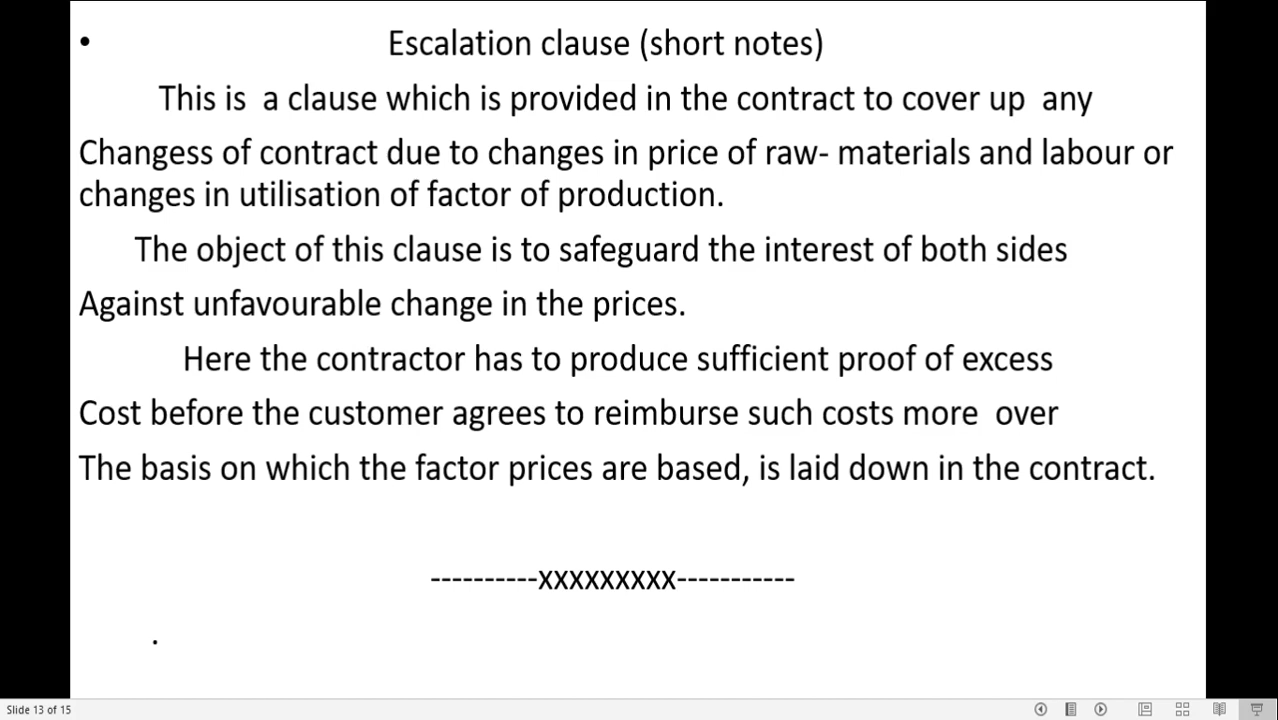 • Escalation clause (short notes)
This is a clause which is provided in the contract to cover up any
Changess of contract due to changes in price of raw- materials and labour or
changes in utilisation of factor of production.
The object of this clause is to safeguard the interest of both sides
Against unfavourable change in the prices.
Here the contractor has to produce sufficient proof of excess
Cost before the customer agrees to reimburse such costs more over
The basis on which the factor prices are based, is laid down in the contract.
----------xxxxxxxxx-----------
.
Slide 13 of 15